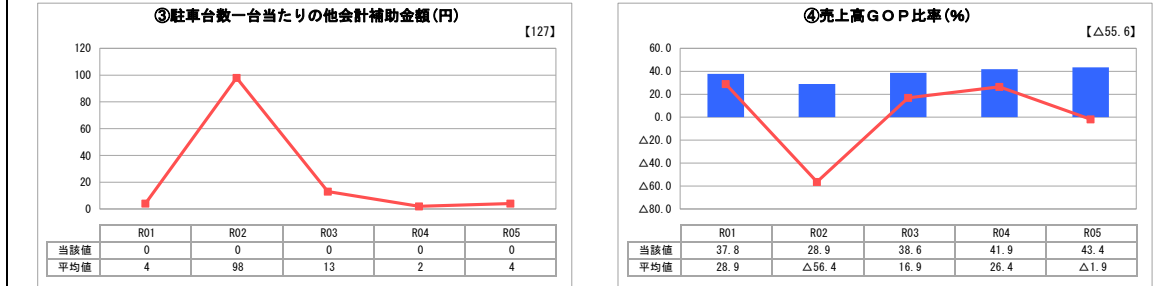 ③駐車台数一台当たりの他会計補助金額(円)
【127】
120
100
80
60
40
20
0
R01 R02 R03 R04 R05
当該値 0 0 0 0 0
平均値 4 98 13 2 4
④売上高GOP比率(%)
【△55.6】
60.0
40.0
20.0
0.0
△20.0
△40.0
△60.0
△80.0
R01 R02 R03 R04 R05
当該値 37.8 28.9 38.6 41.9 43.4
平均値 28.9 △56.4 16.9 26.4 △1.9